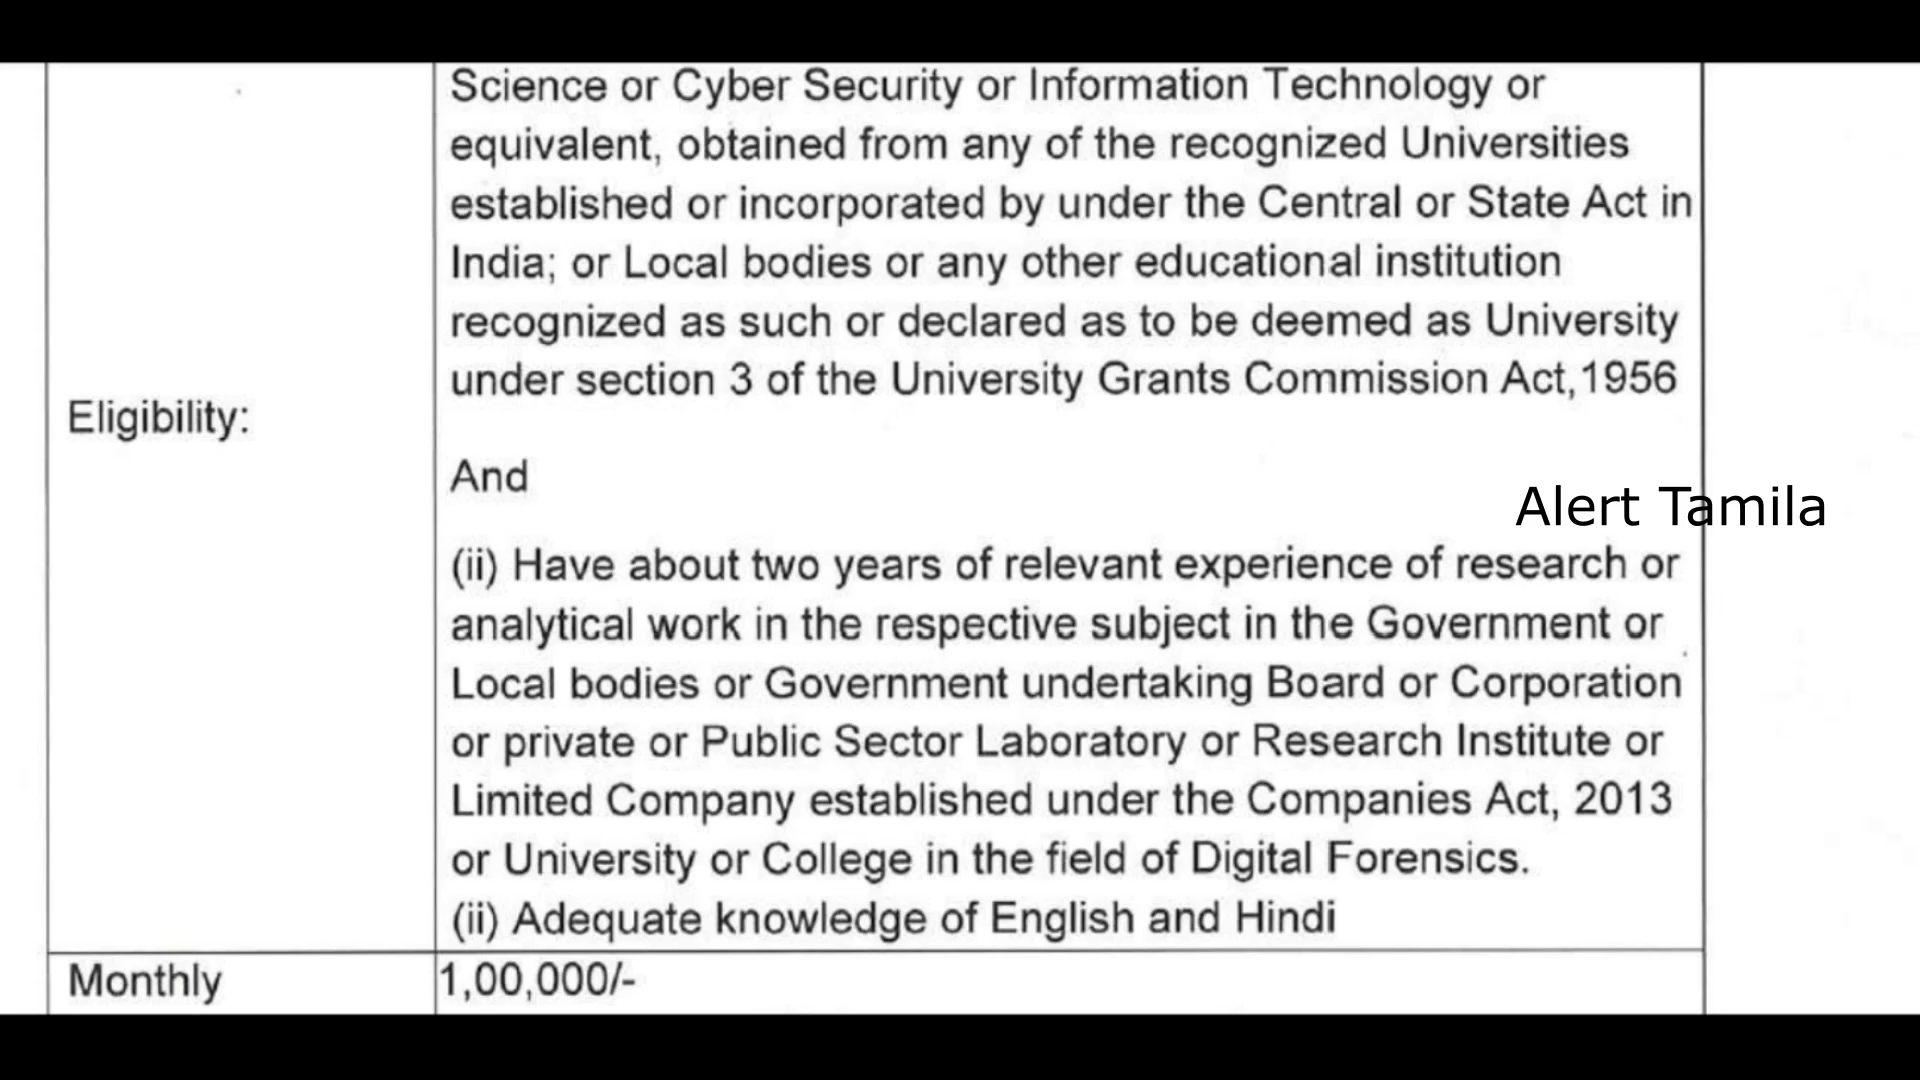 Science or Cyber Security or Information Technology or
equivalent, obtained from any of the recognized Universities
established or incorporated by under the Central or State Act in
India; or Local bodies or any other educational institution
recognized as such or declared as to be deemed as University
under section 3 of the University Grants Commission Act,1956
Eligibility:
And
Alert Tamila
(ii) Have about two years of relevant experience of research or
analytical work in the respective subject in the Government or
Local bodies or Government undertaking Board or Corporation
or private or Public Sector Laboratory or Research Institute or
Limited Company established under the Companies Act, 2013
or University or College in the field of Digital Forensics.
(ii) Adequate knowledge of English and Hindi
Monthly 1,00,000/-